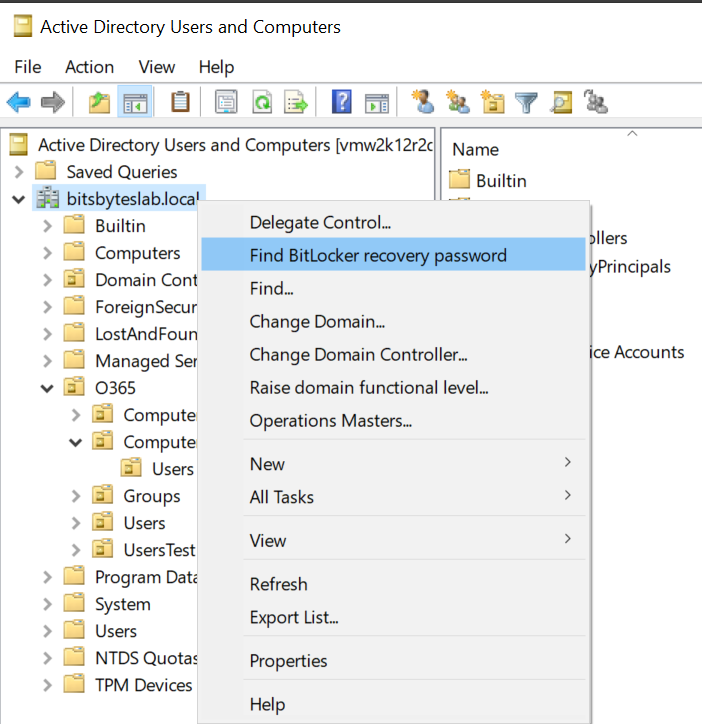 Active Directory Users and Computers
File Action View Help
Active Directory Users and Computers [vmw2k12r2c
Name
Saved Queries
Builtin
bitsbyteslab.local
Builtin
Computers
Domain Cont
ForeignSecur
LostAndFoun
Managed Ser
O365
Compute
Compute
Users
Groups
Users
UsersTest
Program Data
System
Users
NTDS Quotas
TPM Devices
Delegate Control...
Find BitLocker recovery password
Find...
Change Domain...
Change Domain Controller...
Raise domain functional level...
Operations Masters...
New
All Tasks
View
Refresh
Export List...
Properties
Help
ollers
yPrincipals
ice Accounts